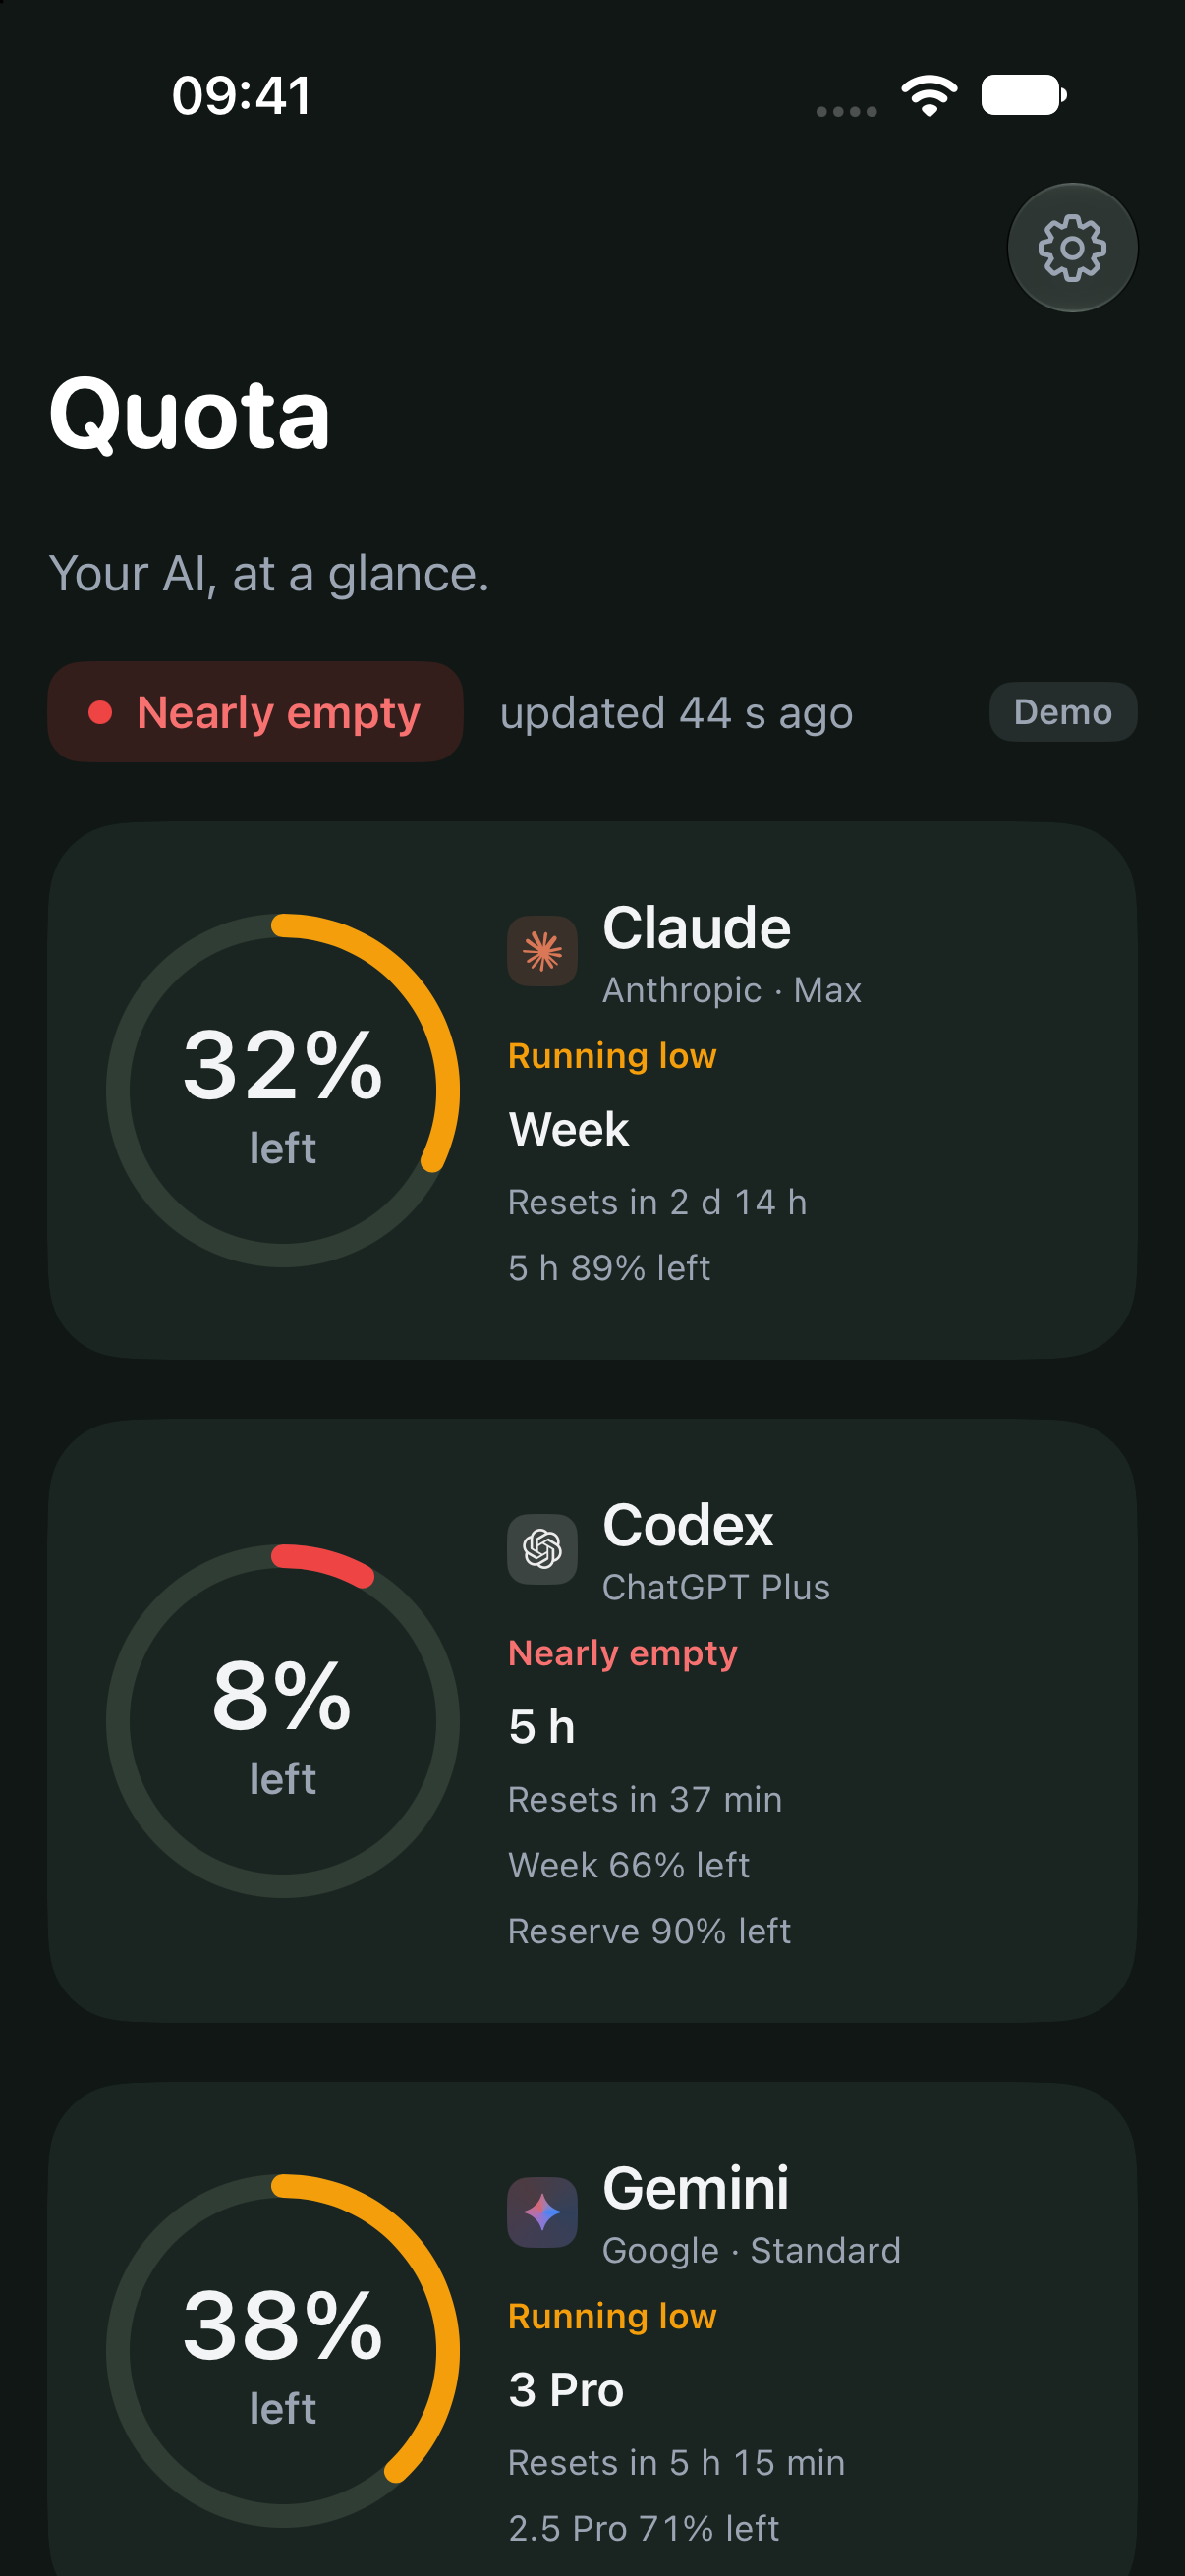 09:41
Quota
Your AI, at a glance.
Nearly empty updated 44 s ago Demo
32%
left
Claude
Anthropic · Max
Running low
Week
Resets in 2 d 14 h
5 h 89% left
8%
left
Codex
ChatGPT Plus
Nearly empty
5 h
Resets in 37 min
Week 66% left
Reserve 90% left
38%
left
Gemini
Google · Standard
Running low
3 Pro
Resets in 5 h 15 min
2.5 Pro 71% left